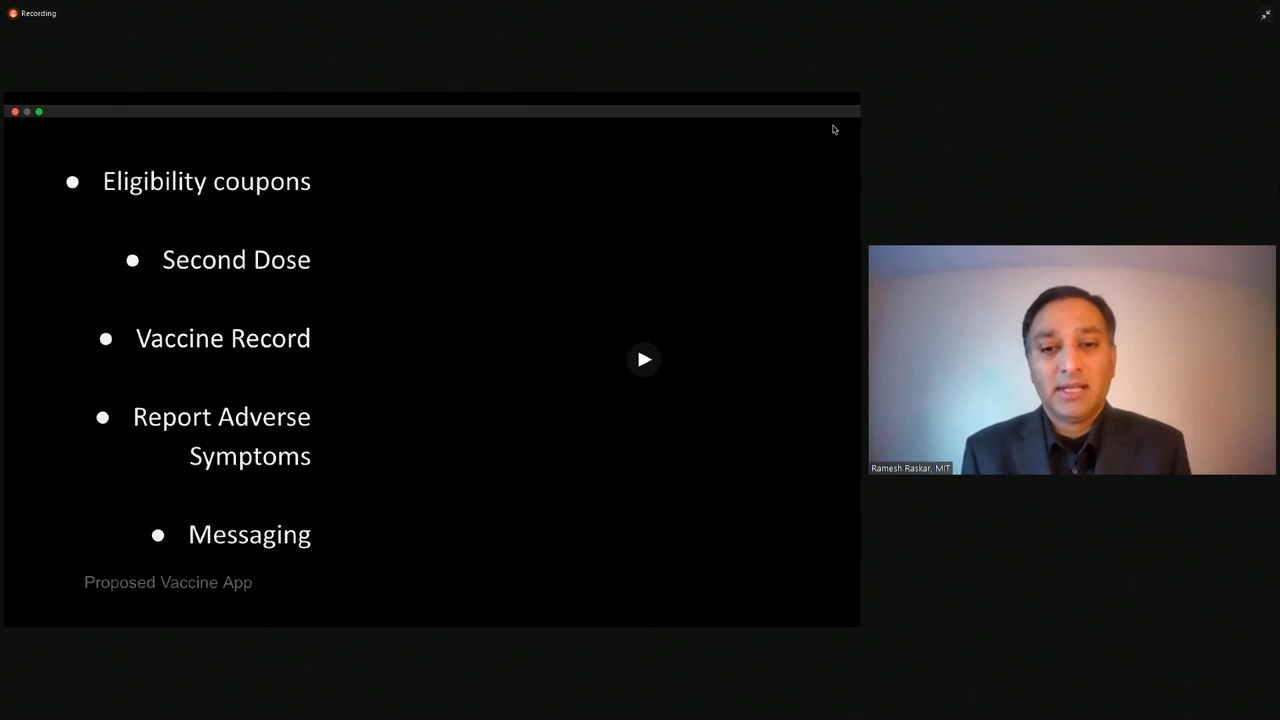 Recording
Eligibility coupons
Second Dose
Vaccine Record
Report Adverse
Symptoms
Messaging
Proposed Vaccine App
Ramesh Raskar, MIT